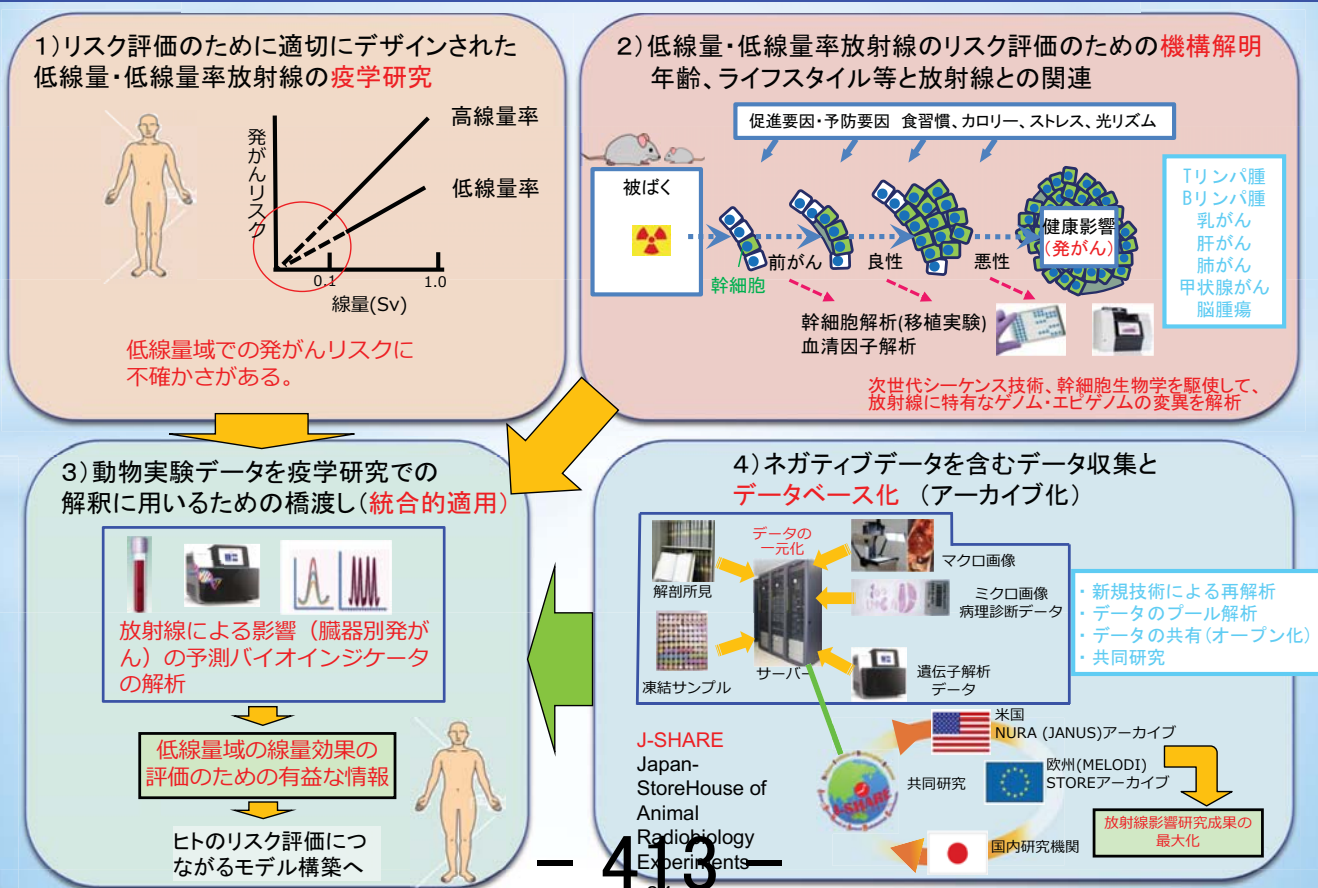 1）リスク評価のために適切にデザインされた
低線量・低線量率放射線の疫学研究
発がんリスク
高線量率
低線量率
0.1
1.0
線量(Sv)
低線量域での発がんリスクに
不確かさがある。
2）低線量・低線量率放射線のリスク評価のための機構解明
年齢、ライフスタイル等と放射線との関連
促進要因・予防要因 食習慣、カロリー、ストレス、光リズム
被ばく
幹細胞
前がん
良性
悪性
健康影響
(発がん)
Tリンパ腫
Bリンパ腫
乳がん
肝がん
肺がん
甲状腺がん
脳腫瘍
幹細胞解析(移植実験)
血清因子解析
次世代シーケンス技術、幹細胞生物学を駆使して、
放射線に特有なゲノム・エピゲノムの変異を解析
3）動物実験データを疫学研究での
解釈に用いるための橋渡し（統合的適用）
放射線による影響（臓器別発が
ん）の予測バイオインジケータ
の解析
低線量域の線量効果の
評価のための有益な情報
ヒトのリスク評価につ
ながるモデル構築へ
4）ネガティブデータを含むデータ収集と
データベース化 （アーカイブ化）
データの
一元化
解剖所見
凍結サンプル
サーバー
マクロ画像
ミクロ画像
病理診断データ
遺伝子解析
データ
・新規技術による再解析
・データのプール解析
・データの共有（オープン化）
・共同研究
J-SHARE
Japan-
StoreHouse of
Animal
Radiobiology
Experiments
J-SHARE
共同研究
米国
NURA (JANUS)アーカイブ
欧州(MELODI)
STOREアーカイブ
国内研究機関
放射線影響研究成果の
最大化
― 413 ―